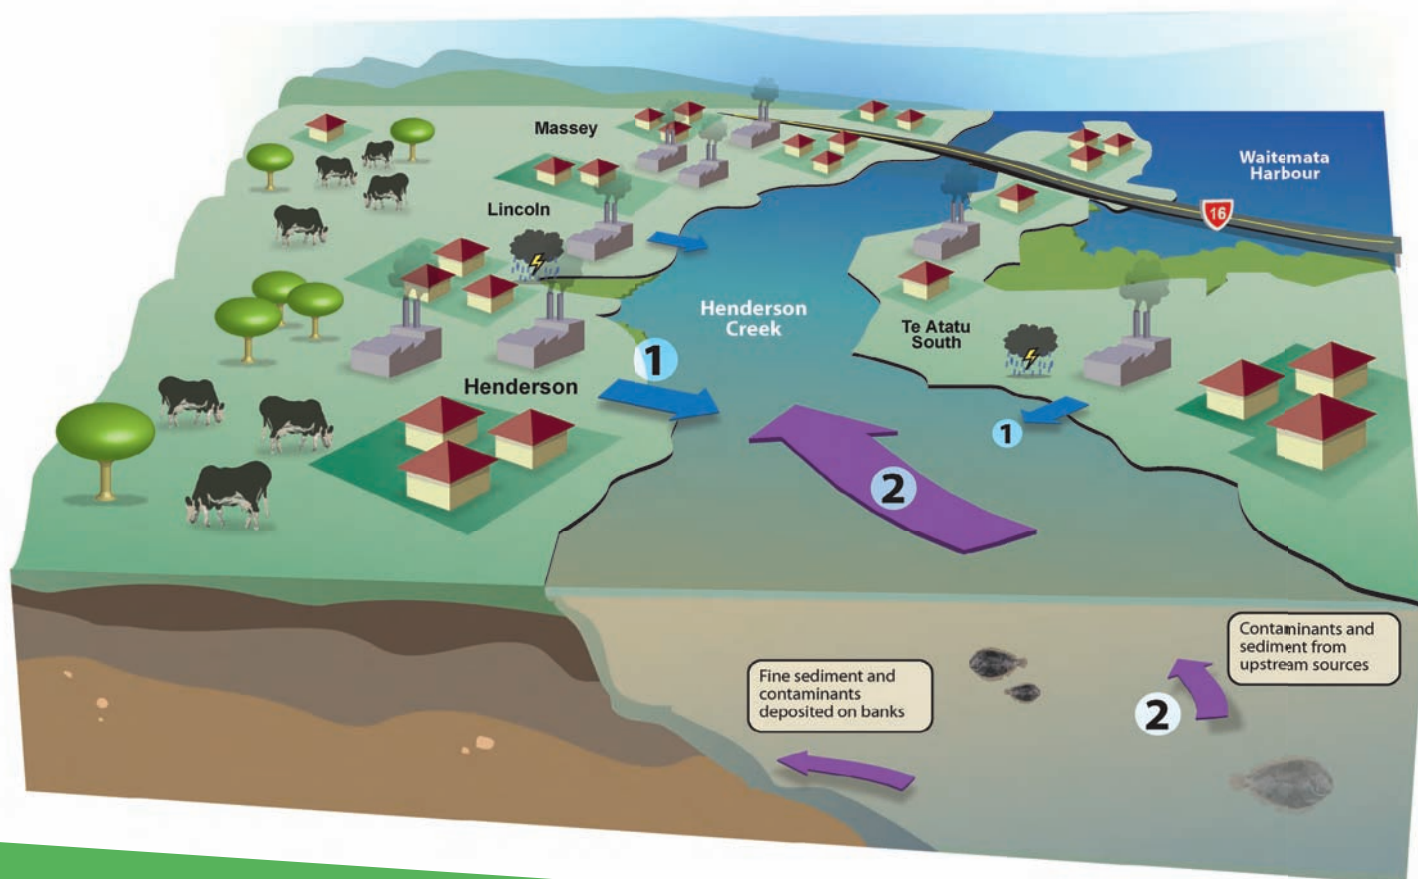 Massey
Waitemata
Harbour
Lincoln
16
Henderson
Creek
Te Atatu
South
1
Henderson
1
2
Contaminants and
sediment from
upstream sources
Fine sediment and
contaminants
deposited on banks
2